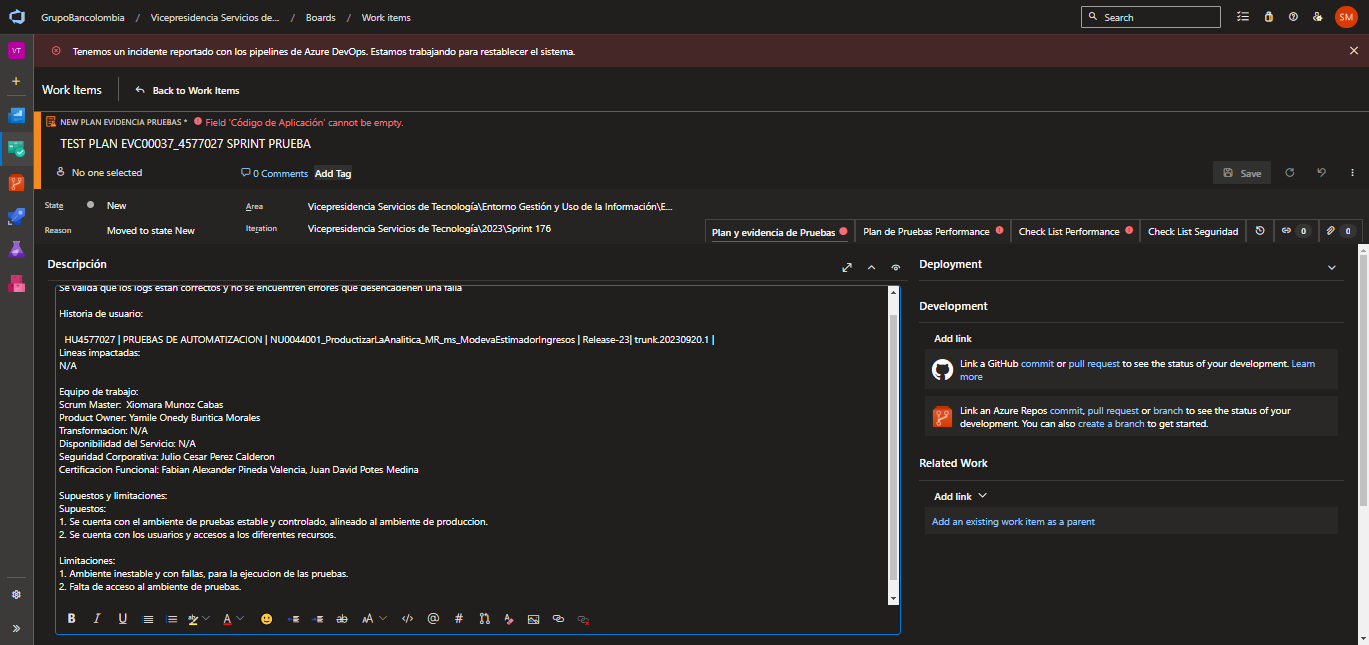 GrupoBancolombia / Vicepresidencia Servicios de... / Boards / Work items
Search
SM
VT
Tenemos un incidente reportado con los pipelines de Azure DevOps. Estamos trabajando para restablecer el sistema.
Work Items
Back to Work Items
NEW PLAN EVIDENCIA PRUEBAS *
Field 'Código de Aplicación' cannot be empty.
TEST PLAN EVC00037_4577027 SPRINT PRUEBA
No one selected
0 Comments
Add Tag
Save
State
New
Area
Vicepresidencia Servicios de Tecnología\Entorno Gestión y Uso de la Información\E...
Reason
Moved to state New
Iteration
Vicepresidencia Servicios de Tecnología\2023\Sprint 176
Plan y evidencia de Pruebas
Plan de Pruebas Performance
Check List Performance
Check List Seguridad
0
0
Descripción
Se valida que los logs estan correctos y no se encuentren errores que desencadenen una falla
Historia de usuario:
HU4577027 | PRUEBAS DE AUTOMATIZACION | NU0044001_ProductizarLaAnalitica_MR_ms_ModevaEstimadorIngresos | Release-23| trunk.20230920.1 |
Lineas impactadas:
N/A
Equipo de trabajo:
Scrum Master:  Xiomara Munoz Cabas
Product Owner: Yamile Onedy Buritica Morales
Transformacion: N/A
Disponibilidad del Servicio: N/A
Seguridad Corporativa: Julio Cesar Perez Calderon
Certificacion Funcional: Fabian Alexander Pineda Valencia, Juan David Potes Medina
Supuestos y limitaciones:
Supuestos:
1. Se cuenta con el ambiente de pruebas estable y controlado, alineado al ambiente de produccion.
2. Se cuenta con los usuarios y accesos a los diferentes recursos.
Limitaciones:
1. Ambiente inestable y con fallas, para la ejecucion de las pruebas.
2. Falta de acceso al ambiente de pruebas.
Deployment
Development
Add link
Link a GitHub commit or pull request to see the status of your development. Learn
more
Link an Azure Repos commit, pull request or branch to see the status of your
development. You can also create a branch to get started.
Related Work
Add link
Add an existing work item as a parent